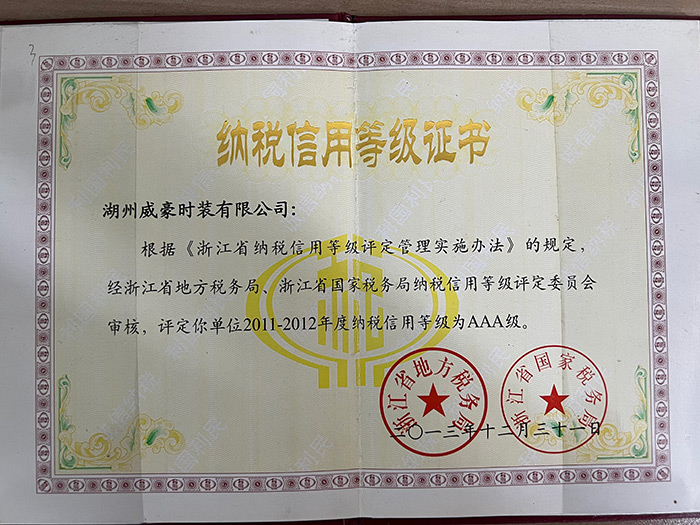 3
纳税信用等级证书
湖州威豪时装有限公司：
根据《浙江省纳税信用等级评定管理实施办法》的规定，
经浙江省地方税务局、浙江省国家税务局纳税信用等级评定委员会
审核，评定你单位2011-2012年度纳税信用等级为AAA级。
浙江省地方税务局
浙江省国家税务局
二〇一三年十二月三十一日